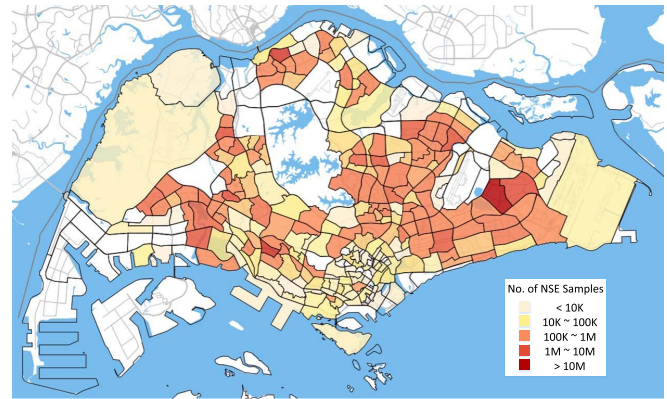 No. of NSE Samples
< 10K
10K ~ 100K
100K ~ 1M
1M ~ 10M
> 10M